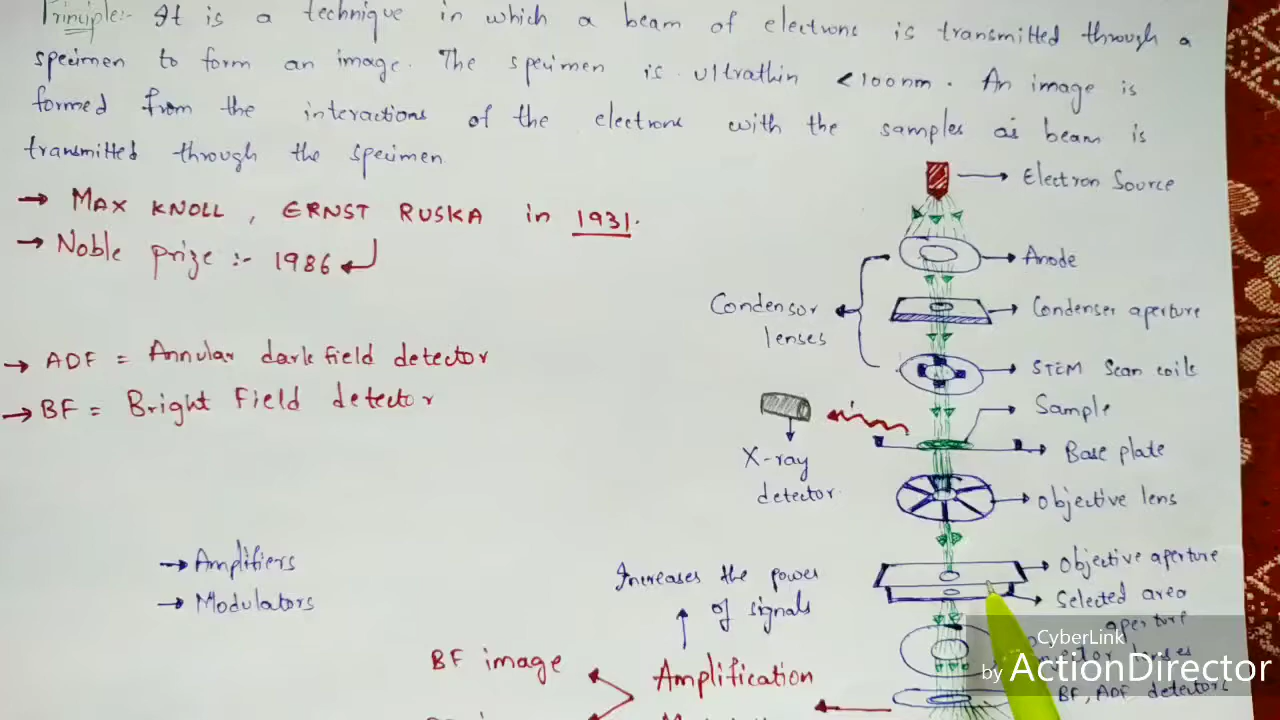 Principle:- It is a technique in which a beam of electrons is transmitted through a
specimen to form an image. The specimen is ultrathin <100nm. An image is
formed from the interactions of the electrons with the samples as beam is
transmitted through the specimen
→ MAX KNOLL, ERNST RUSKA in 1931.
→ Noble prize :- 1986
→ ADF = Annular dark field detector
→ BF = Bright Field detector
→ Amplifiers
→ Modulators
Electron Source
Anode
Condensor
lenses
Condenser aperture
STEM Scan coils
Sample
Base plate
X-ray
detector
Objective lens
Objective aperture
Selected area
aperture
lenses
BF, ADF detectors
Increases the power
of signals
Amplification
BF image
CyberLink
by ActionDirector